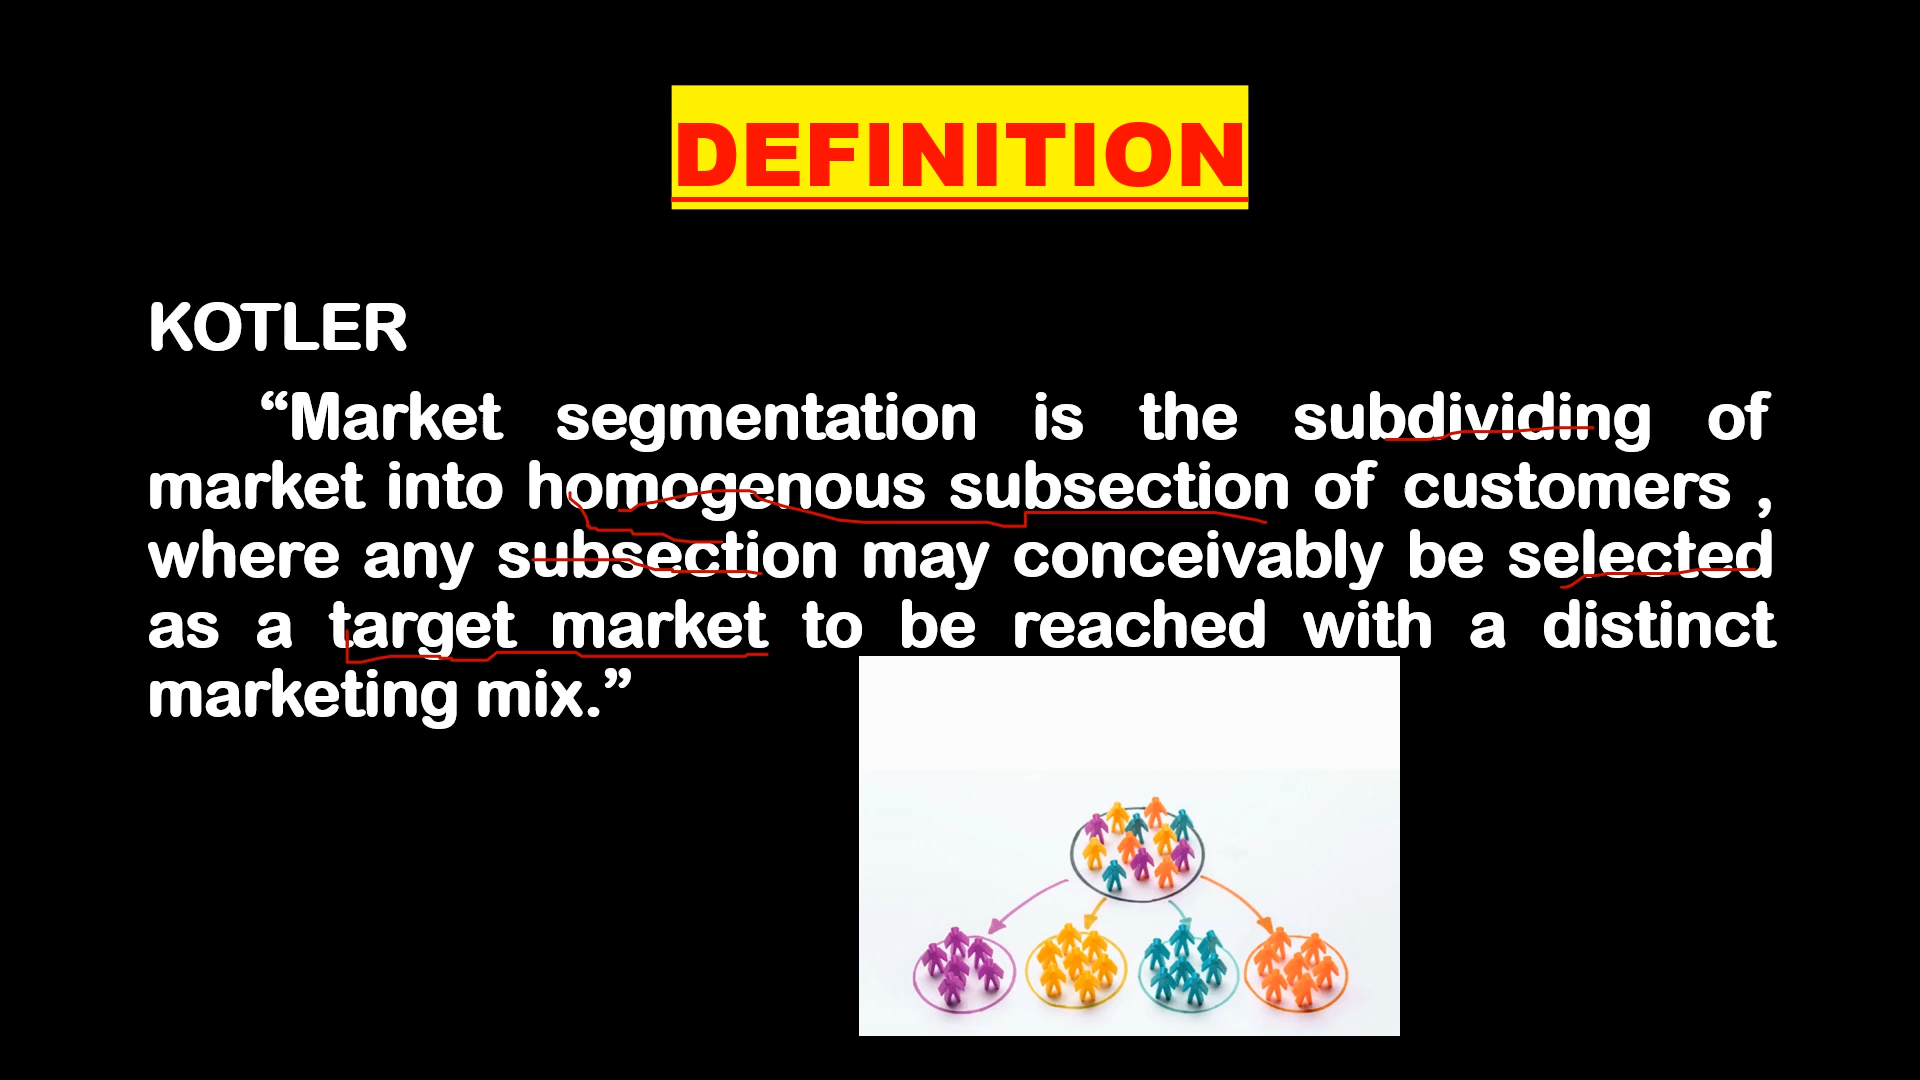 DEFINITION
KOTLER
“Market segmentation is the subdividing of
market into homogenous subsection of customers ,
where any subsection may conceivably be selected
as a target market to be reached with a distinct
marketing mix.”